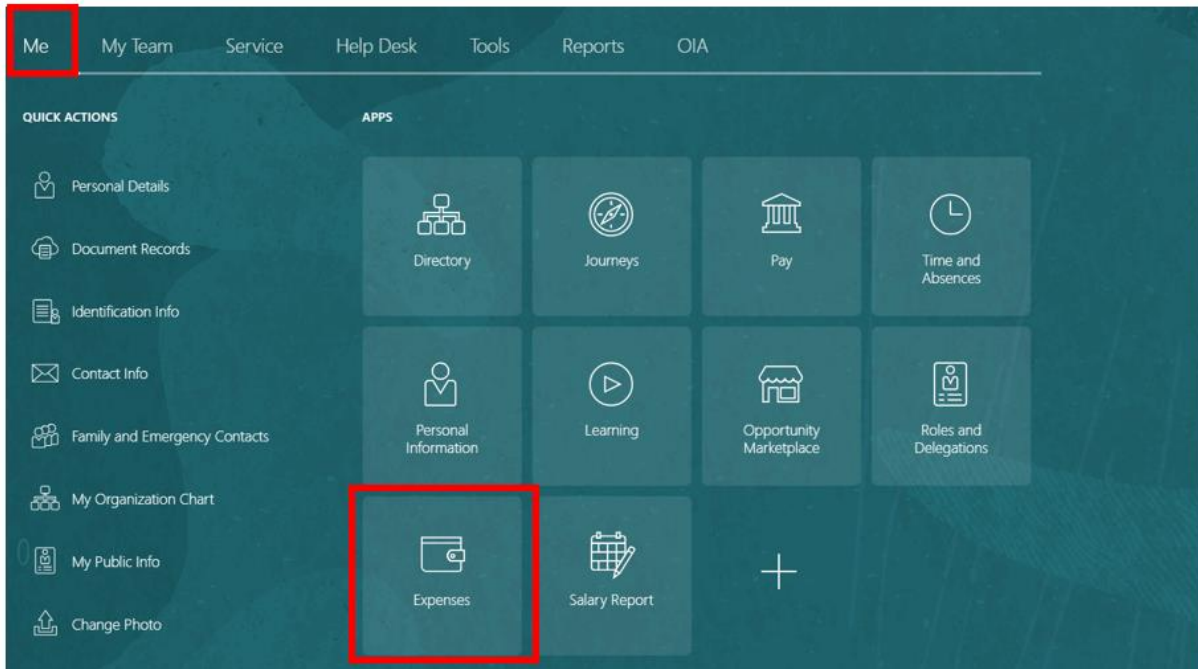 Me My Team Service Help Desk Tools Reports OIA
QUICK ACTIONS
Personal Details
Document Records
Identification Info
Contact Info
Family and Emergency Contacts
My Organization Chart
My Public Info
Change Photo
APPS
Directory
Journeys
Pay
Time and
Absences
Personal
Information
Learning
Opportunity
Marketplace
Roles and
Delegations
Expenses
Salary Report